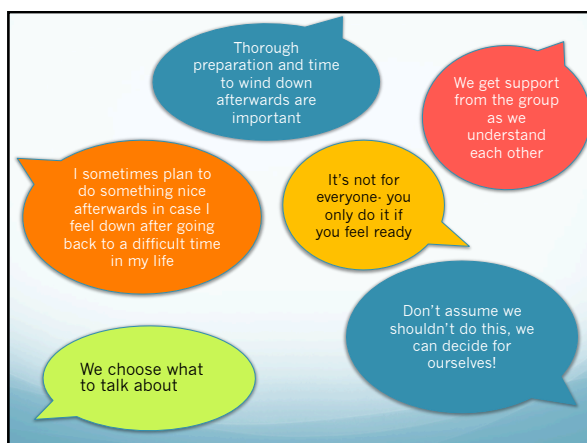 Thorough
preparation and time
to wind down
afterwards are
important
We get support
from the group
as we
understand
each other
I sometimes plan to
do something nice
afterwards in case I
feel down after going
back to a difficult time
in my life
It's not for
everyone- you
only do it if
you feel ready
Don't assume we
shouldn't do this, we
can decide for
ourselves!
We choose what
to talk about